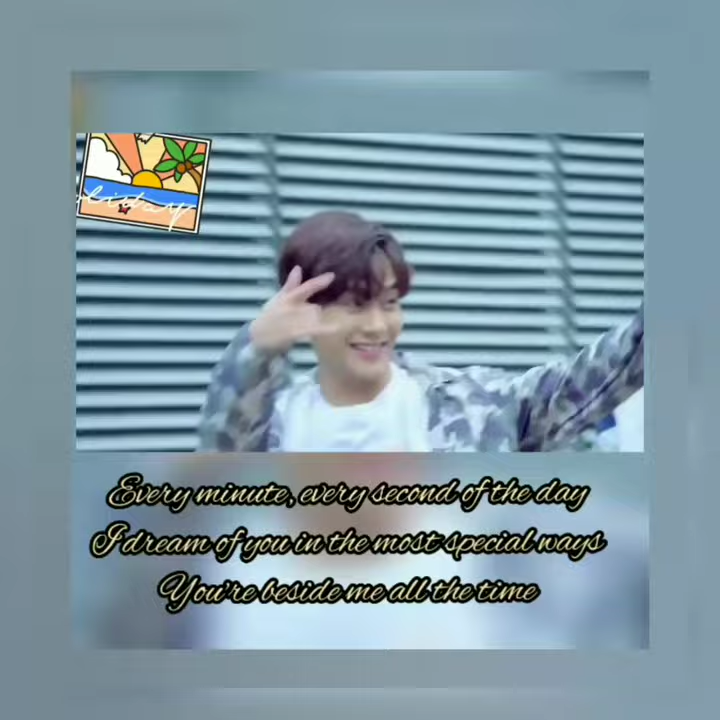 Every minute, every second of the day
I dream of you in the most special ways
You're beside me all the time